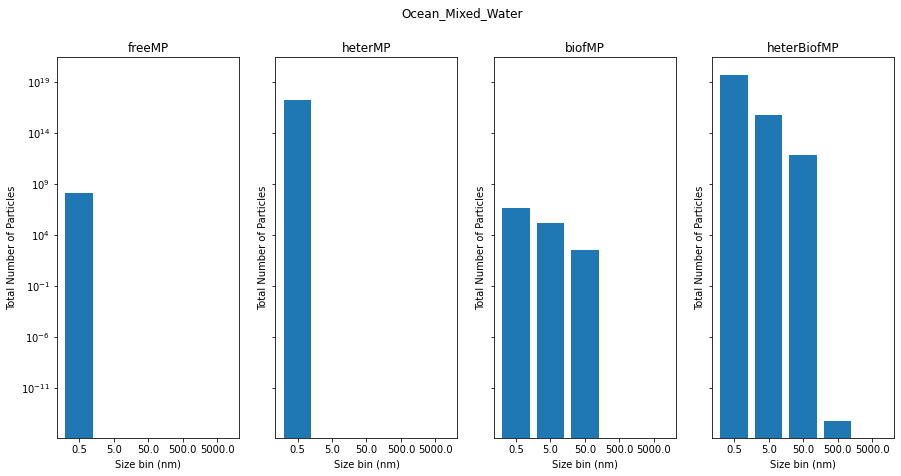 Ocean_Mixed_Water
freeMP
heterMP
biofMP
heterBiofMP
Total Number of Particles
10^19
10^14
10^9
10^4
10^-1
10^-6
10^-11
0.5 5.0 50.0 500.0 5000.0
Size bin (nm)
Total Number of Particles
0.5 5.0 50.0 500.0 5000.0
Size bin (nm)
Total Number of Particles
0.5 5.0 50.0 500.0 5000.0
Size bin (nm)
Total Number of Particles
0.5 5.0 50.0 500.0 5000.0
Size bin (nm)